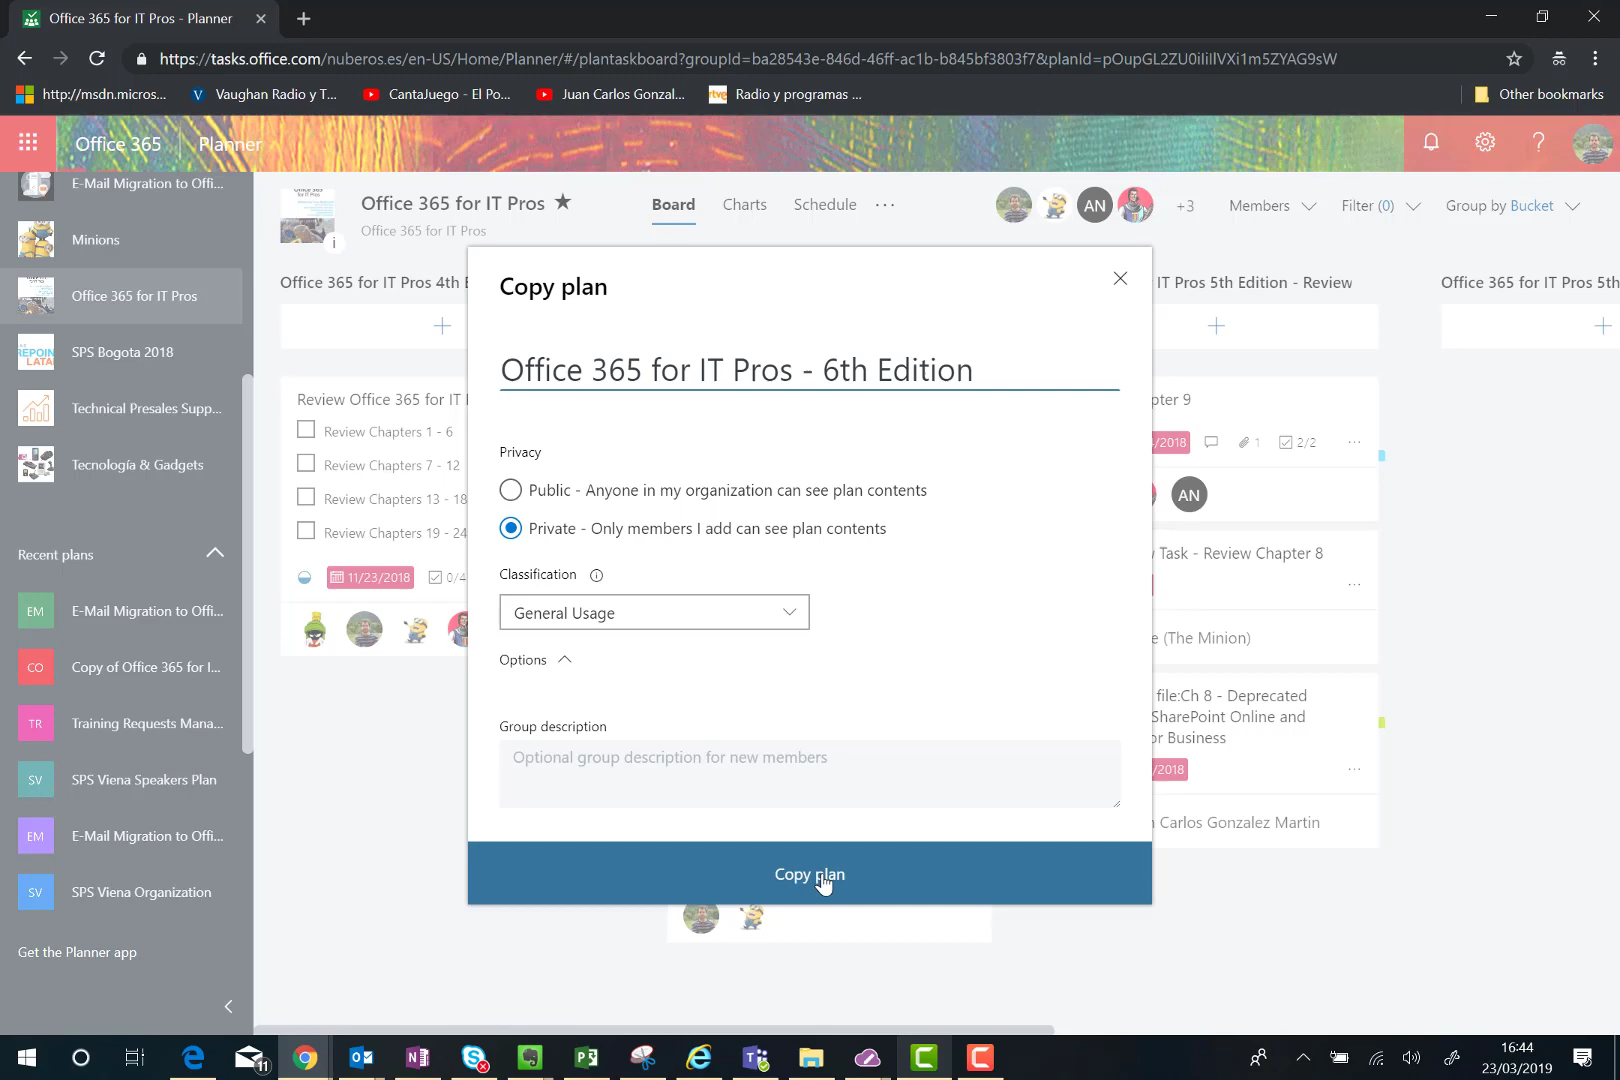 Office 365 for IT Pros - Planner
https://tasks.office.com/nuberos.es/en-US/Home/Planner/#/plantaskboard?groupId=ba28543e-846d-46ff-ac1b-b845bf3803f7&planId=pOupGL2ZU0iIiIlVXi1m5ZYAG9sW
http://msdn.micros...
Vaughan Radio y T...
CantaJuego - El Po...
Juan Carlos Gonzal...
Radio y programas ...
Other bookmarks
Office 365
Planner
E-Mail Migration to Offi...
Minions
Office 365 for IT Pros
SPS Bogota 2018
Technical Presales Supp...
Tecnología & Gadgets
Recent plans
EM E-Mail Migration to Offi...
CO Copy of Office 365 for I...
TR Training Requests Mana...
SV SPS Viena Speakers Plan
EM E-Mail Migration to Offi...
SV SPS Viena Organization
Get the Planner app
Office 365 for IT Pros
Office 365 for IT Pros
Board
Charts
Schedule
AN
+3
Members
Filter (0)
Group by Bucket
Office 365 for IT Pros 4th E
Review Office 365 for IT
Review Chapters 1 - 6
Review Chapters 7 - 12
Review Chapters 13 - 18
Review Chapters 19 - 24
11/23/2018
0/4
Copy plan
Office 365 for IT Pros - 6th Edition
Privacy
Public - Anyone in my organization can see plan contents
Private - Only members I add can see plan contents
Classification
General Usage
Options
Group description
Optional group description for new members
Copy plan
IT Pros 5th Edition - Review
pter 9
/2018
1
2/2
AN
Task - Review Chapter 8
(The Minion)
file:Ch 8 - Deprecated
SharePoint Online and
or Business
/2018
Carlos Gonzalez Martin
Office 365 for IT Pros 5th
11
16:44
23/03/2019